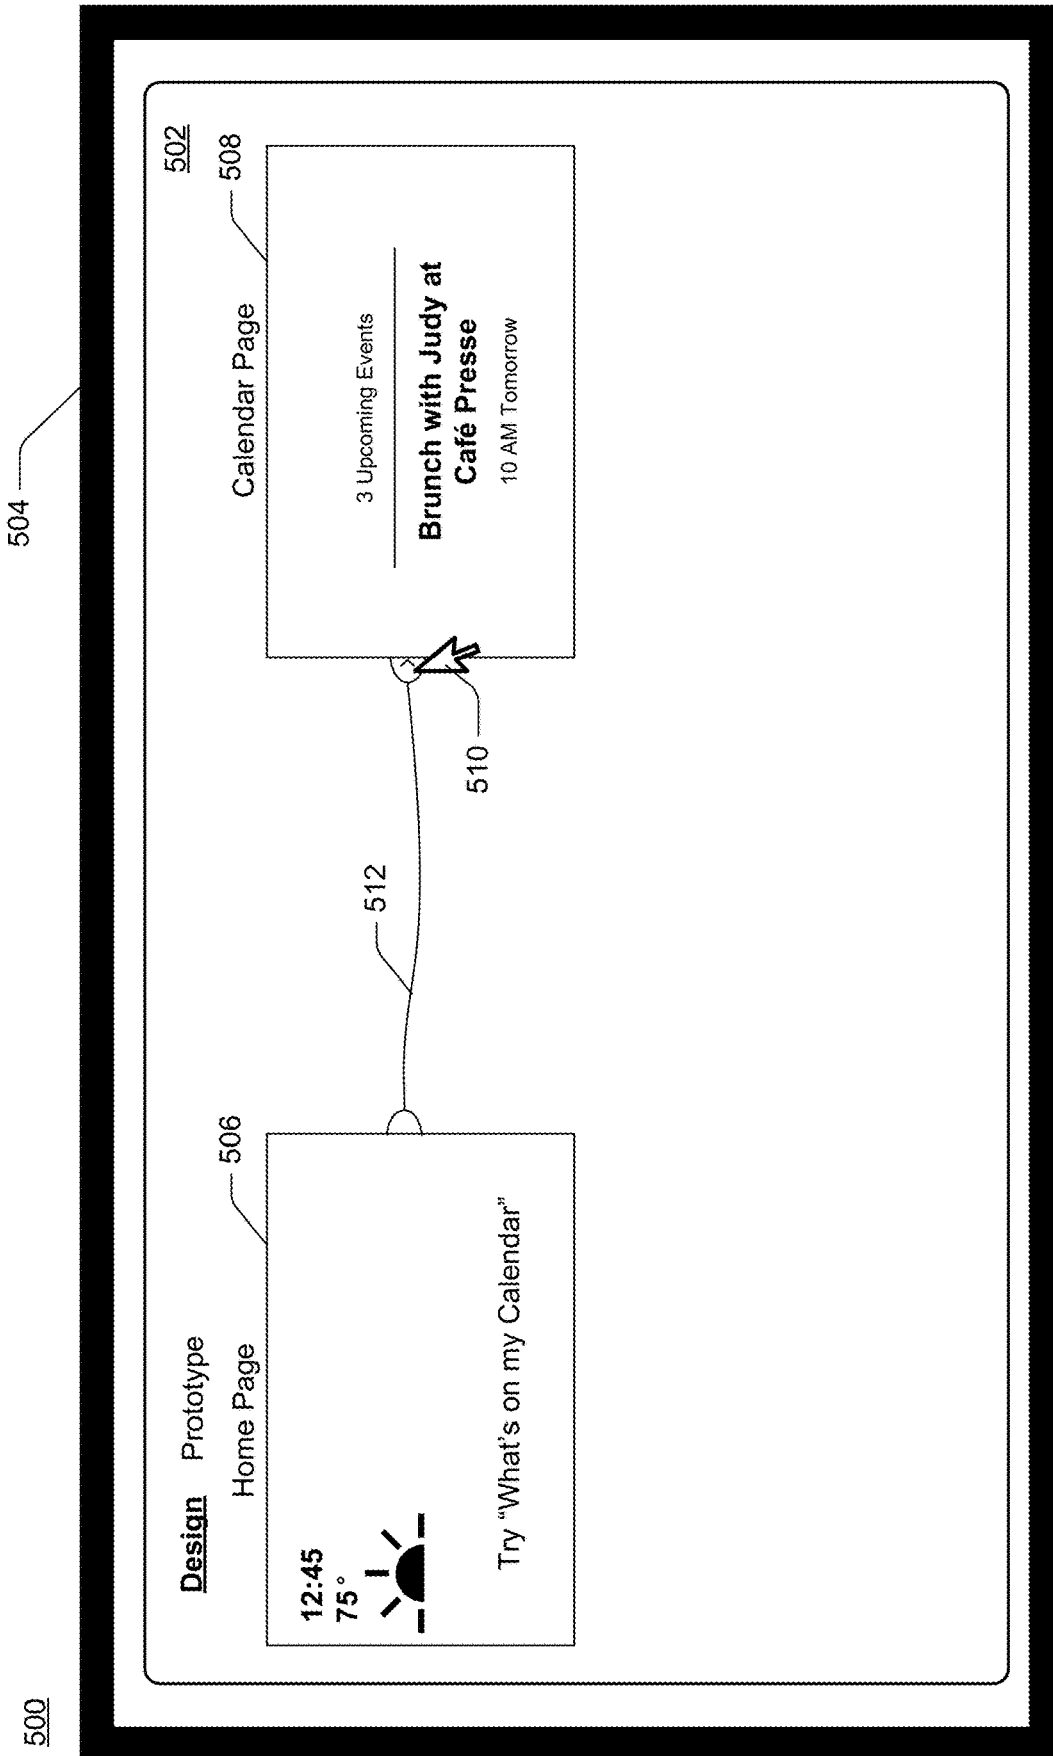 500
504
502
Design Prototype
Home Page
506
12:45
75°
Try “What's on my Calendar”
512
510
Calendar Page
508
3 Upcoming Events
Brunch with Judy at
Café Presse
10 AM Tomorrow